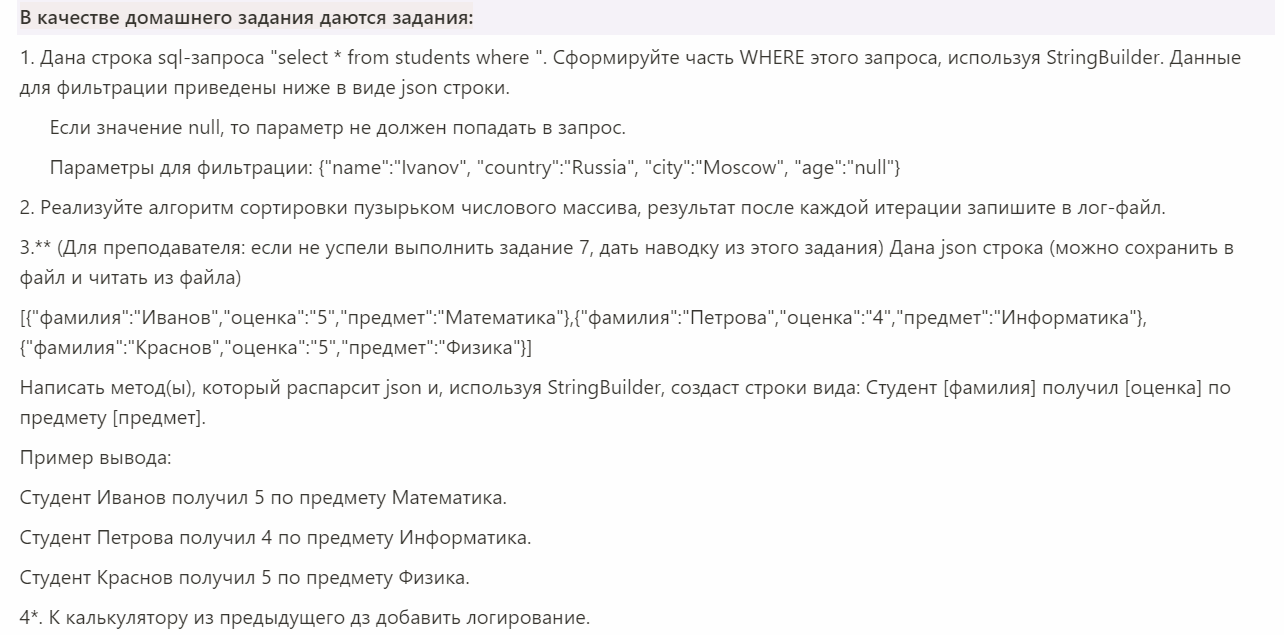 В качестве домашнего задания даются задания:
1. Дана строка sql-запроса "select * from students where ". Сформируйте часть WHERE этого запроса, используя StringBuilder. Данные
для фильтрации приведены ниже в виде json строки.
Если значение null, то параметр не должен попадать в запрос.
Параметры для фильтрации: {"name":"Ivanov", "country":"Russia", "city":"Moscow", "age":"null"}
2. Реализуйте алгоритм сортировки пузырьком числового массива, результат после каждой итерации запишите в лог-файл.
3.** (Для преподавателя: если не успели выполнить задание 7, дать наводку из этого задания) Дана json строка (можно сохранить в
файл и читать из файла)
[{"фамилия":"Иванов","оценка":"5","предмет":"Математика"},{"фамилия":"Петрова","оценка":"4","предмет":"Информатика"},
{"фамилия":"Краснов","оценка":"5","предмет":"Физика"}]
Написать метод(ы), который распарсит json и, используя StringBuilder, создаст строки вида: Студент [фамилия] получил [оценка] по
предмету [предмет].
Пример вывода:
Студент Иванов получил 5 по предмету Математика.
Студент Петрова получил 4 по предмету Информатика.
Студент Краснов получил 5 по предмету Физика.
4*. К калькулятору из предыдущего дз добавить логирование.